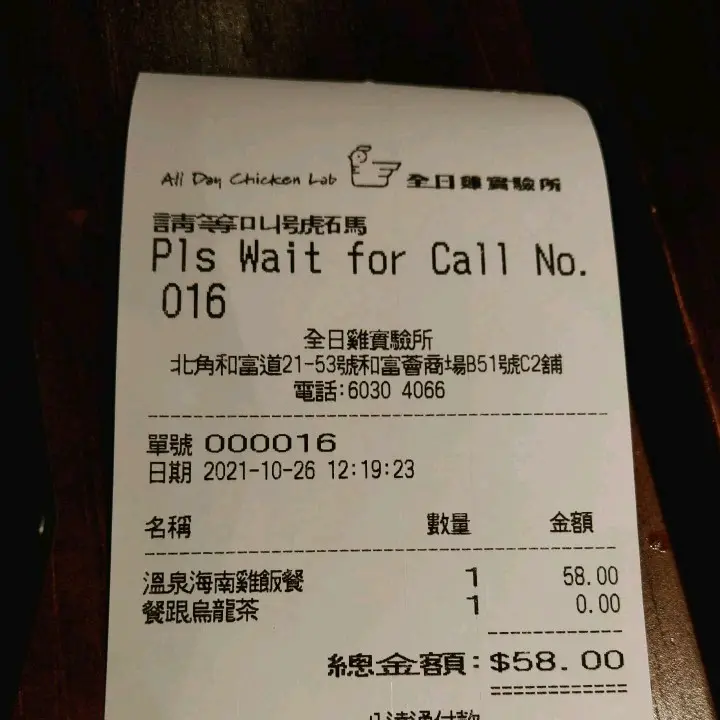 All Day Chicken Lab 全日雞實驗所
請等叫号號碼
Pls Wait for Call No.
016
全日雞實驗所
北角和富道21-53號和富薈商場B51號C2舖
電話:6030 4066
單號 000016
日期 2021-10-26 12:19:23
名稱 數量 金額
溫泉海南雞飯餐 1 58.00
餐跟烏龍茶 1 0.00
總金額:$58.00